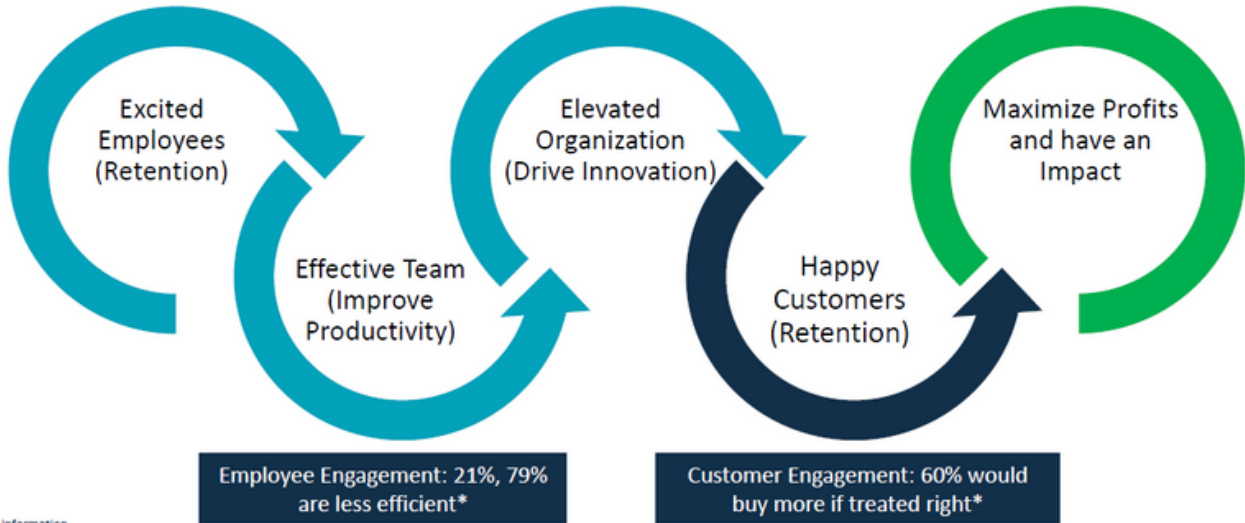 Excited
Employees
(Retention)
Effective Team
(Improve
Productivity)
Elevated
Organization
(Drive Innovation)
Happy
Customers
(Retention)
Maximize Profits
and have an
Impact
Employee Engagement: 21%, 79%
are less efficient*
Customer Engagement: 60% would
buy more if treated right*
information